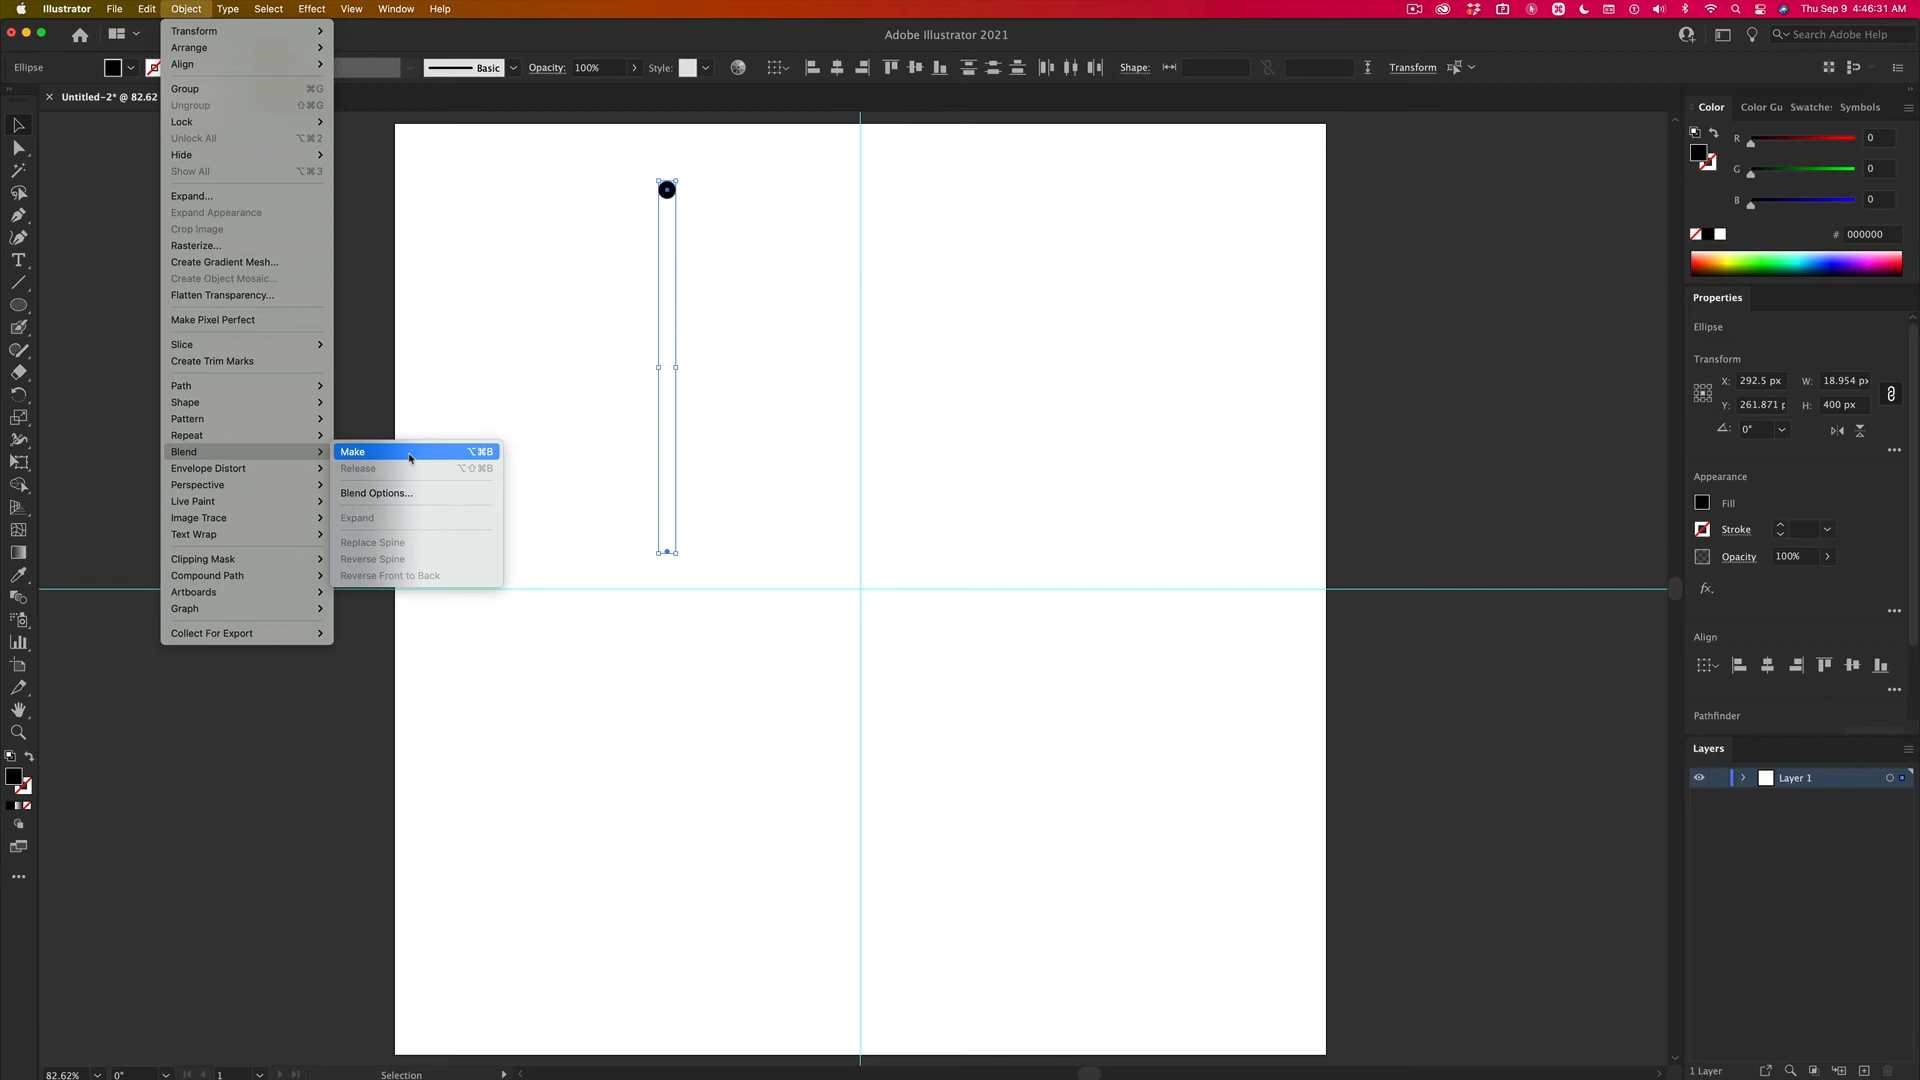 Illustrator File Edit Object Type Select Effect View Window Help
Thu Sep 9 4:46:31 AM
Adobe Illustrator 2021
Search Adobe Help
Ellipse
Basic
Opacity: 100%
Style:
Shape:
Transform
Untitled-2* @ 82.62
Transform
Arrange
Align
Group ⌘G
Ungroup ⇧⌘G
Lock
Unlock All ⌥⌘2
Hide
Show All ⌥⌘3
Expand...
Expand Appearance
Crop Image
Rasterize...
Create Gradient Mesh...
Create Object Mosaic...
Flatten Transparency...
Make Pixel Perfect
Slice
Create Trim Marks
Path
Shape
Pattern
Repeat
Blend
Envelope Distort
Perspective
Live Paint
Image Trace
Text Wrap
Clipping Mask
Compound Path
Artboards
Graph
Collect For Export
Make ⌥⌘B
Release ⌥⇧⌘B
Blend Options...
Expand
Replace Spine
Reverse Spine
Reverse Front to Back
Color Color Gu Swatche: Symbols
R 0
G 0
B 0
# 000000
Properties
Ellipse
Transform
X: 292.5 px W: 18.954 px
Y: 261.871 p H: 400 px
0°
Appearance
Fill
Stroke
Opacity 100%
fx.
Align
Pathfinder
Layers
Layer 1
1 Layer
82.62% 0° 1 Selection